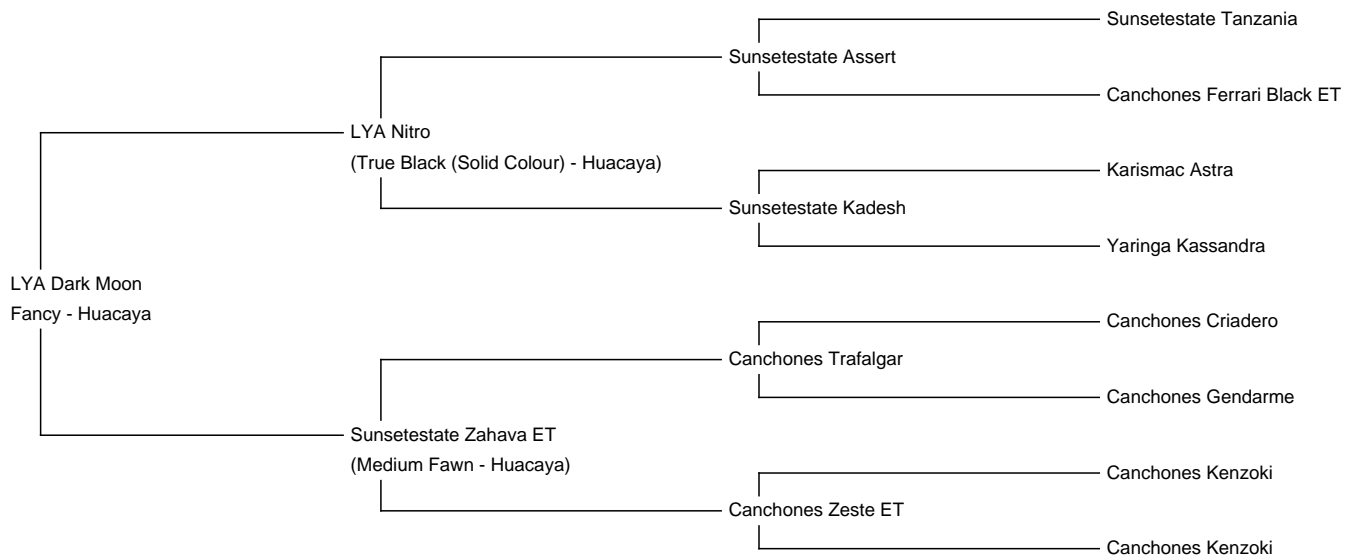 Sunsetestate Tanzania
Sunsetestate Assert
Canchones Ferrari Black ET
LYA Nitro
(True Black (Solid Colour) - Huacaya)
Karismac Astra
Sunsetestate Kadesh
Yaringa Kassandra
LYA Dark Moon
Fancy - Huacaya
Canchones Criadero
Canchones Trafalgar
Canchones Gendarme
Sunsetestate Zahava ET
(Medium Fawn - Huacaya)
Canchones Kenzoki
Canchones Zeste ET
Canchones Kenzoki